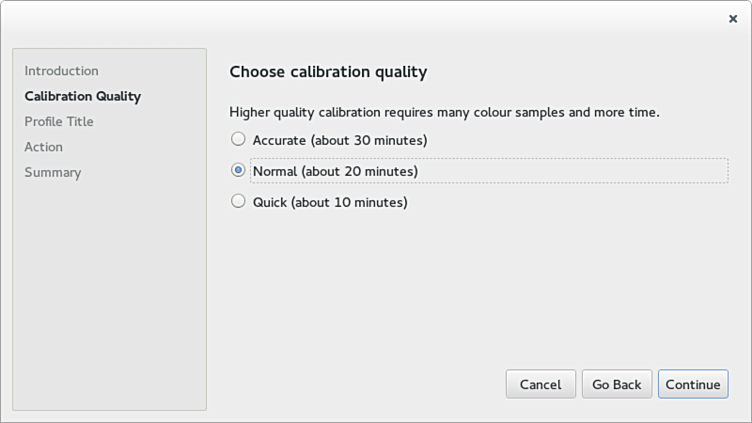 Introduction
Calibration Quality
Profile Title
Action
Summary
Choose calibration quality
Higher quality calibration requires many colour samples and more time.
Accurate (about 30 minutes)
Normal (about 20 minutes)
Quick (about 10 minutes)
Cancel
Go Back
Continue